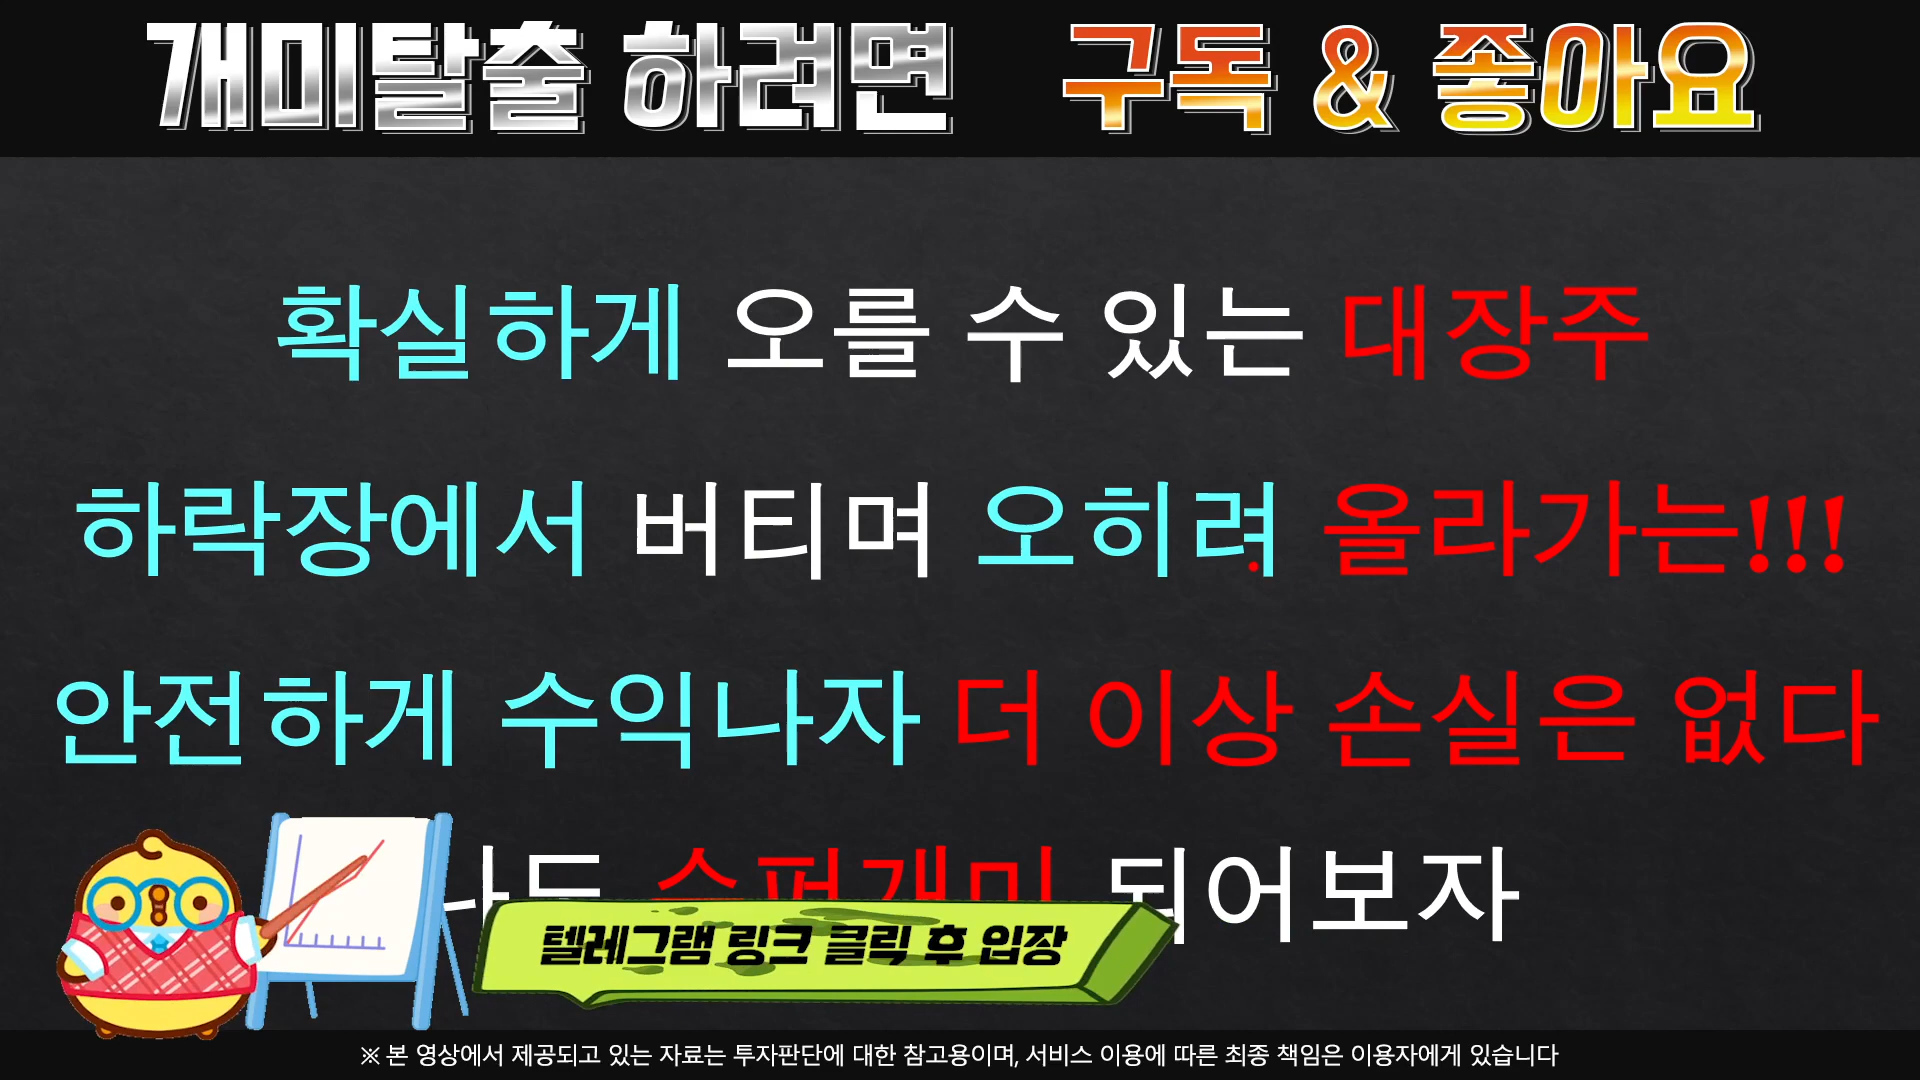 개미탈출 하려면 구독 & 좋아요
확실하게 오를 수 있는 대장주
하락장에서 버티며 오히려 올라가는!!!
안전하게 수익나자 더 이상 손실은 없다
슈퍼개미 되어보자
텔레그램 링크 클릭 후 입장
※ 본 영상에서 제공되고 있는 자료는 투자판단에 대한 참고용이며, 서비스 이용에 따른 최종 책임은 이용자에게 있습니다